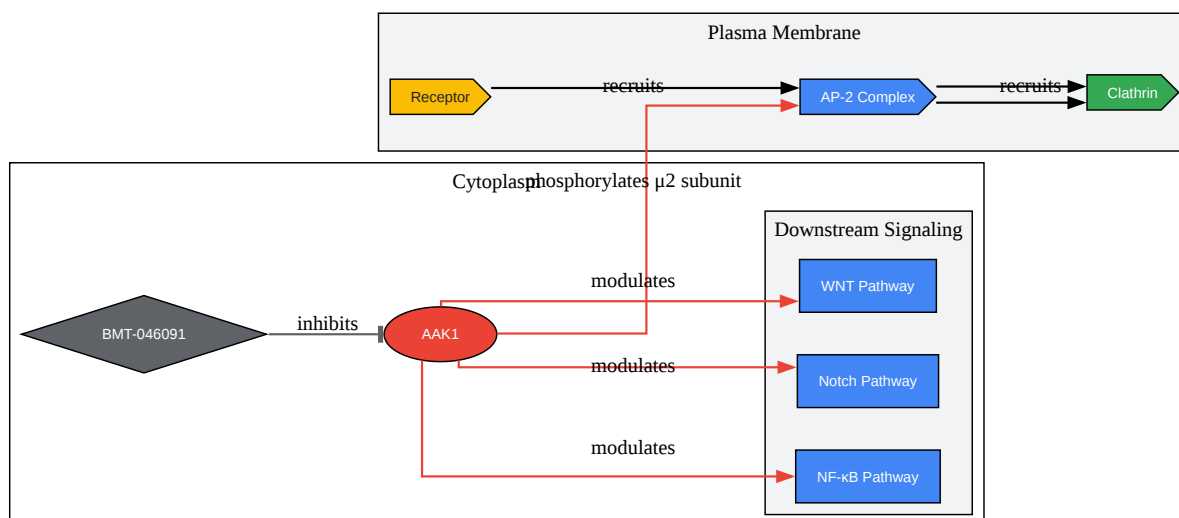 Plasma Membrane
Receptor
recruits
AP-2 Complex
recruits
Clathrin
Cytoplasm
phosphorylates μ2 subunit
Downstream Signaling
modulates
WNT Pathway
BMT-046091
inhibits
AAK1
modulates
Notch Pathway
modulates
NF-κB Pathway